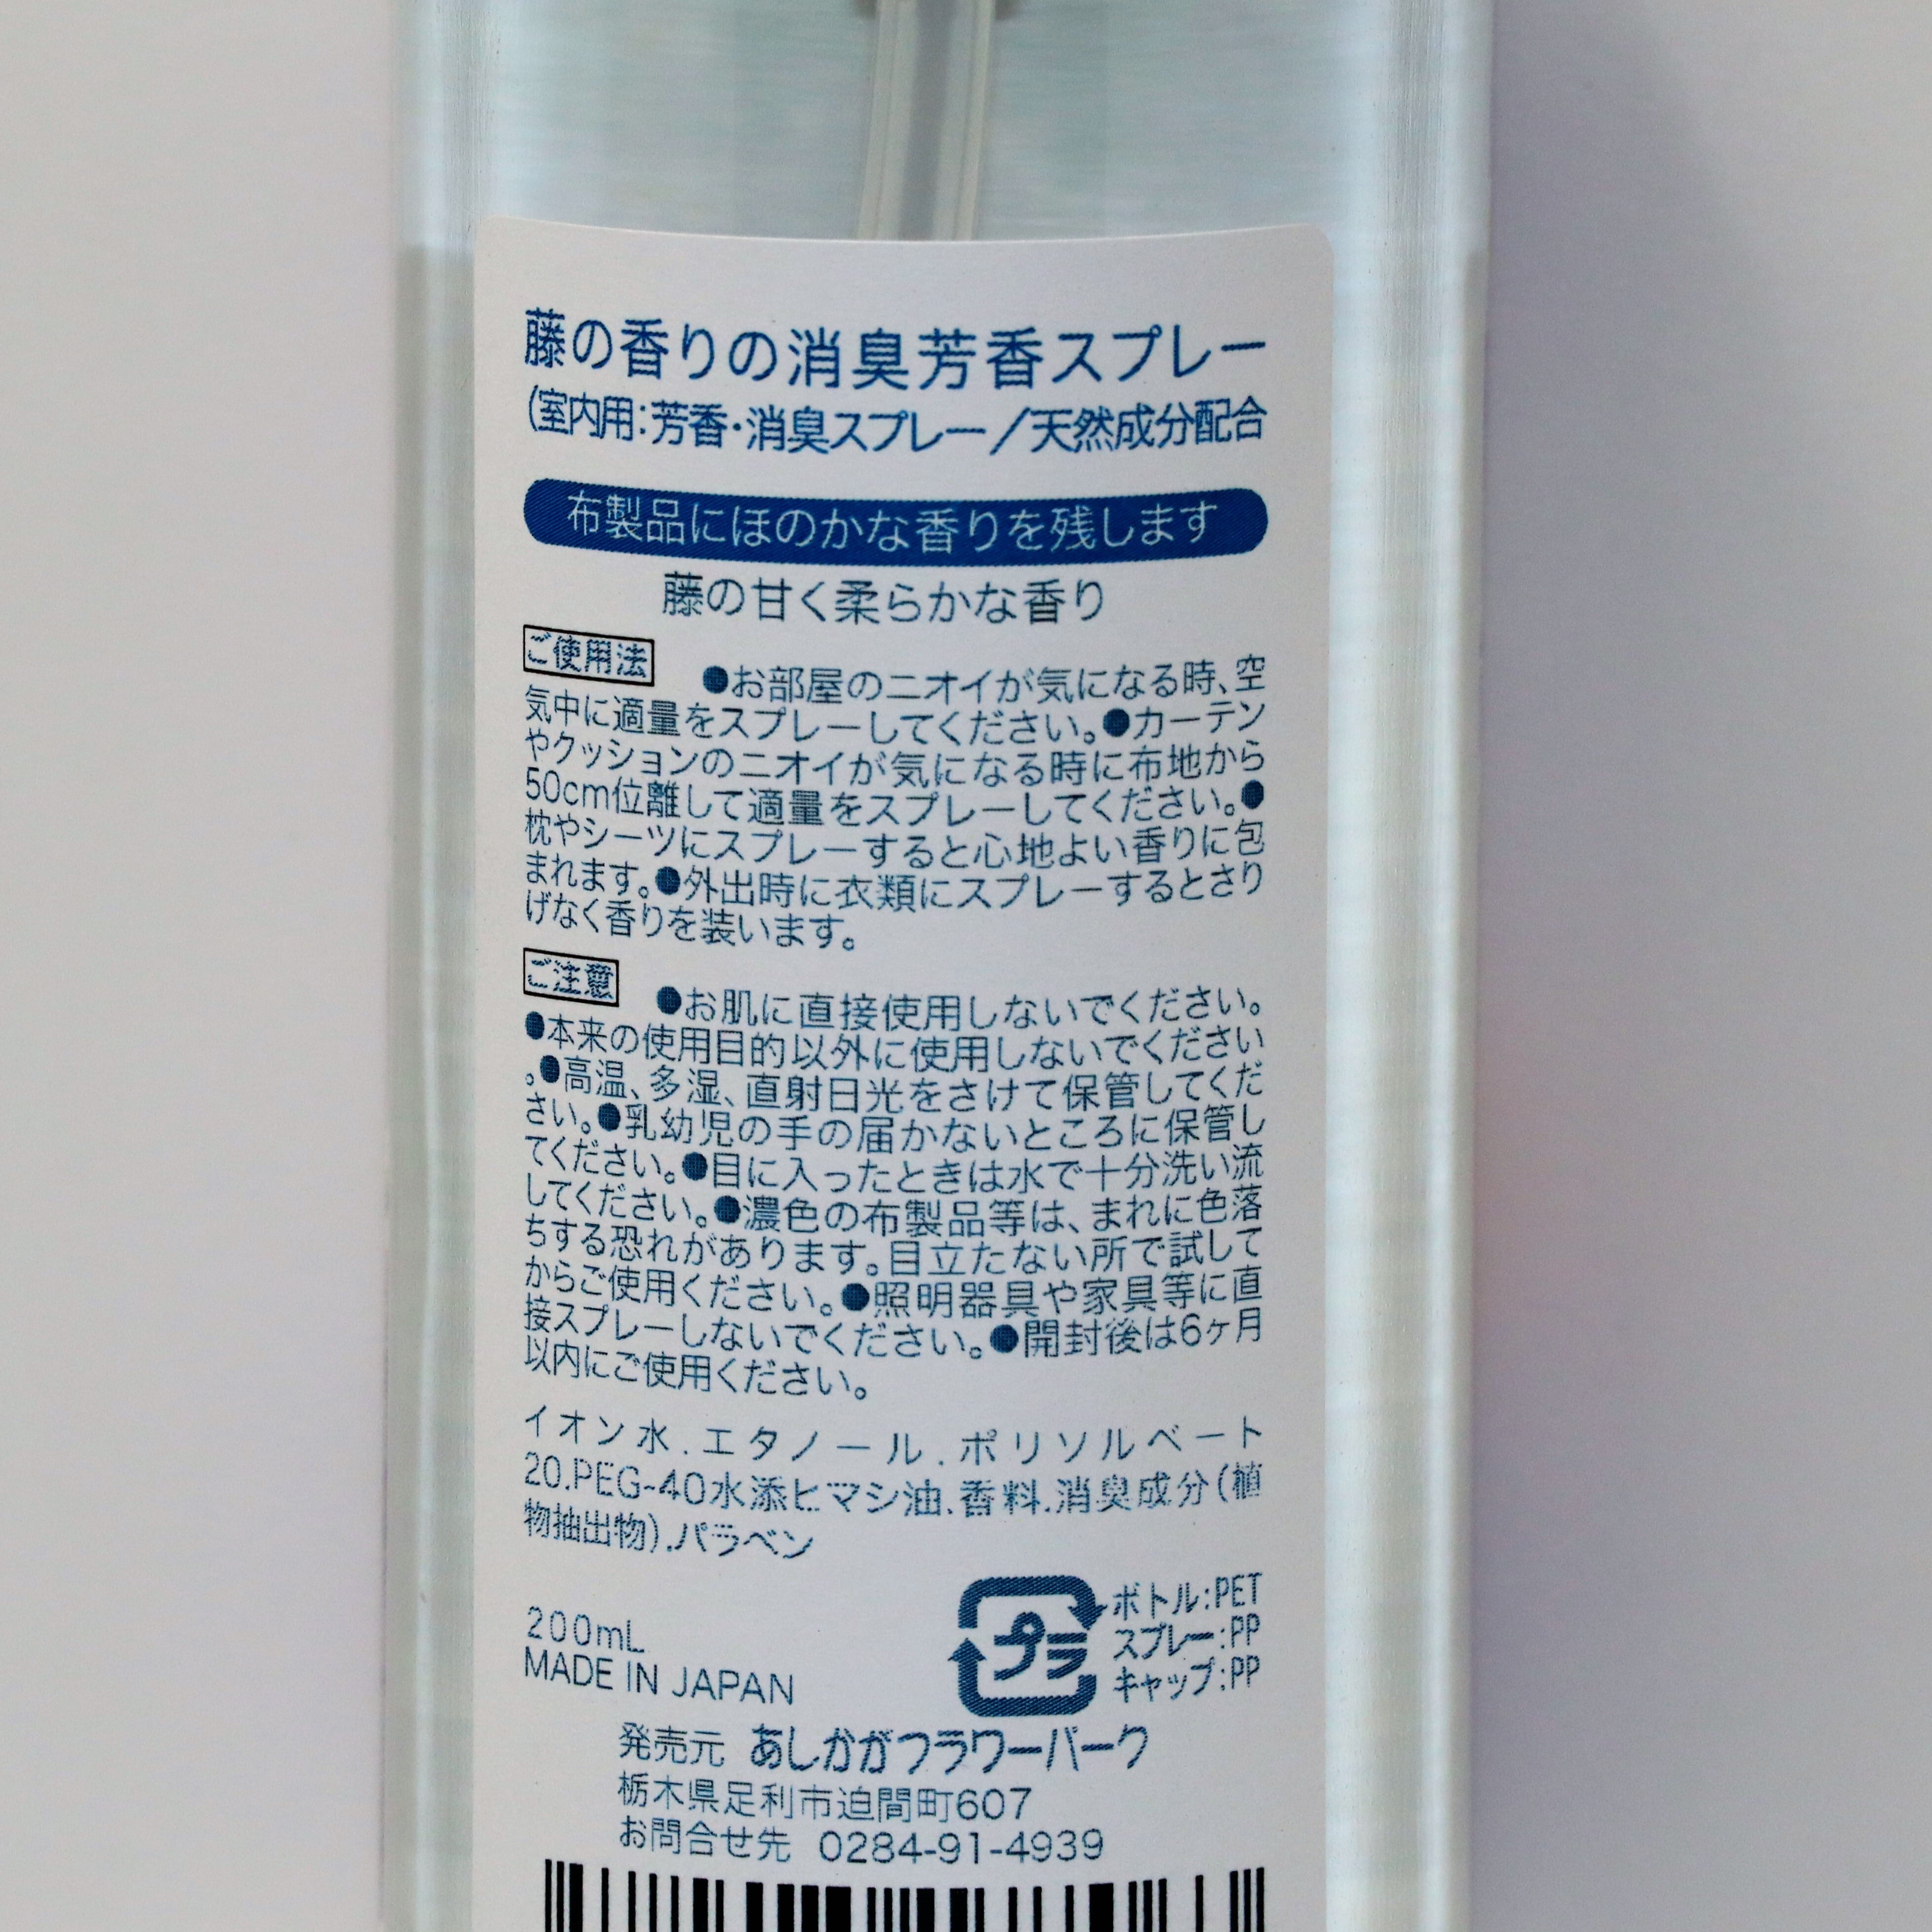 藤の香りの消臭芳香スプレー
(室内用:芳香・消臭スプレー/天然成分配合
布製品にほのかな香りを残します
藤の甘く柔らかな香り
ご使用法 ●お部屋のニオイが気になる時、空
気中に適量をスプレーしてください。●カーテン
やクッションのニオイが気になる時に布地から
50cm位離して適量をスプレーしてください。●
枕やシーツにスプレーすると心地よい香りに包
まれます。●外出時に衣類にスプレーするとさり
げなく香りを装います。
ご注意 ●お肌に直接使用しないでください。
●本来の使用目的以外に使用しないでください
。●高温、多湿、直射日光をさけて保管してくだ
さい。●乳幼児の手の届かないところに保管し
てください。●目に入ったときは水で十分洗い流
してください。●濃色の布製品等は、まれに色落
ちする恐れがあります。目立たない所で試して
からご使用ください。●照明器具や家具等に直
接スプレーしないでください。●開封後は6ヶ月
以内にご使用ください。
イオン水.エタノール.ポリソルベート
20.PEG-40水添ヒマシ油.香料.消臭成分(植
物抽出物).パラベン
プラ
ボトル:PET
スプレー:PP
キャップ:PP
200mL
MADE IN JAPAN
発売元 あしかがフラワーパーク
栃木県足利市迫間町607
お問合せ先 0284-91-4939